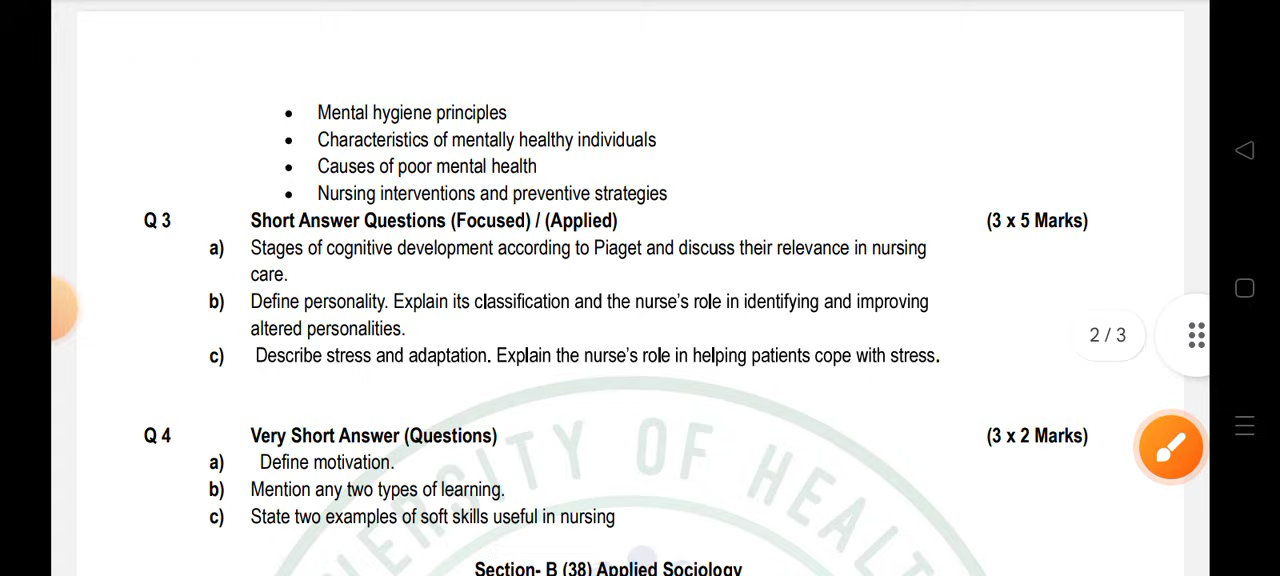 • Mental hygiene principles
• Characteristics of mentally healthy individuals
• Causes of poor mental health
• Nursing interventions and preventive strategies
Q 3 Short Answer Questions (Focused) / (Applied) (3 x 5 Marks)
a) Stages of cognitive development according to Piaget and discuss their relevance in nursing
care.
b) Define personality. Explain its classification and the nurse's role in identifying and improving
altered personalities.
c) Describe stress and adaptation. Explain the nurse's role in helping patients cope with stress.
2 / 3
Q 4 Very Short Answer (Questions) (3 x 2 Marks)
a) Define motivation.
b) Mention any two types of learning.
c) State two examples of soft skills useful in nursing
Section- B (38) Applied Sociology
VERSITY OF HEALT